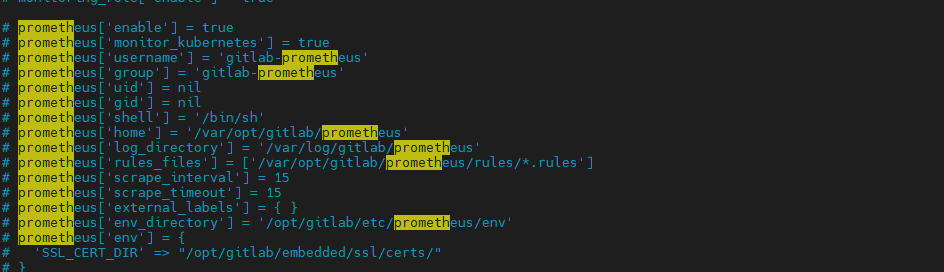 # monitoring_role['enable'] = true
# prometheus['enable'] = true
# prometheus['monitor_kubernetes'] = true
# prometheus['username'] = 'gitlab-prometheus'
# prometheus['group'] = 'gitlab-prometheus'
# prometheus['uid'] = nil
# prometheus['gid'] = nil
# prometheus['shell'] = '/bin/sh'
# prometheus['home'] = '/var/opt/gitlab/prometheus'
# prometheus['log_directory'] = '/var/log/gitlab/prometheus'
# prometheus['rules_files'] = ['/var/opt/gitlab/prometheus/rules/*.rules']
# prometheus['scrape_interval'] = 15
# prometheus['scrape_timeout'] = 15
# prometheus['external_labels'] = { }
# prometheus['env_directory'] = '/opt/gitlab/etc/prometheus/env'
# prometheus['env'] = {
#   'SSL_CERT_DIR' => "/opt/gitlab/embedded/ssl/certs/"
# }